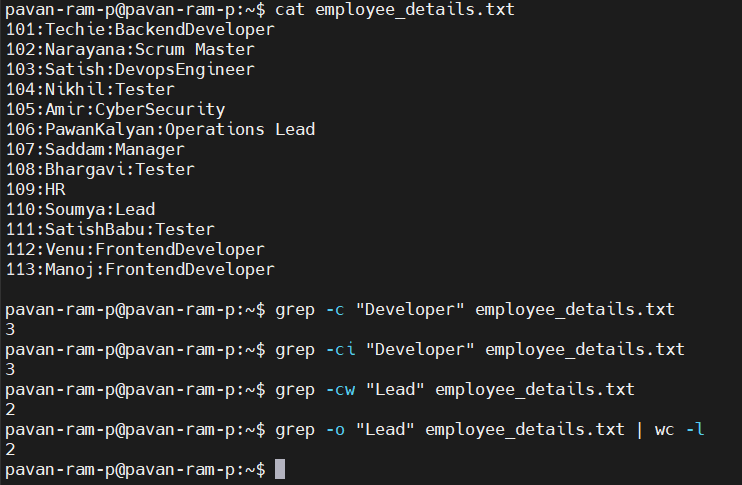 pavan-ram-p@pavan-ram-p:~$ cat employee_details.txt
101:Techie:BackendDeveloper
102:Narayana:Scrum Master
103:Satish:DevopsEngineer
104:Nikhil:Tester
105:Amir:CyberSecurity
106:PawanKalyan:Operations Lead
107:Saddam:Manager
108:Bhargavi:Tester
109:HR
110:Soumya:Lead
111:SatishBabu:Tester
112:Venu:FrontendDeveloper
113:Manoj:FrontendDeveloper

pavan-ram-p@pavan-ram-p:~$ grep -c "Developer" employee_details.txt
3
pavan-ram-p@pavan-ram-p:~$ grep -ci "Developer" employee_details.txt
3
pavan-ram-p@pavan-ram-p:~$ grep -cw "Lead" employee_details.txt
2
pavan-ram-p@pavan-ram-p:~$ grep -o "Lead" employee_details.txt | wc -l
2
pavan-ram-p@pavan-ram-p:~$